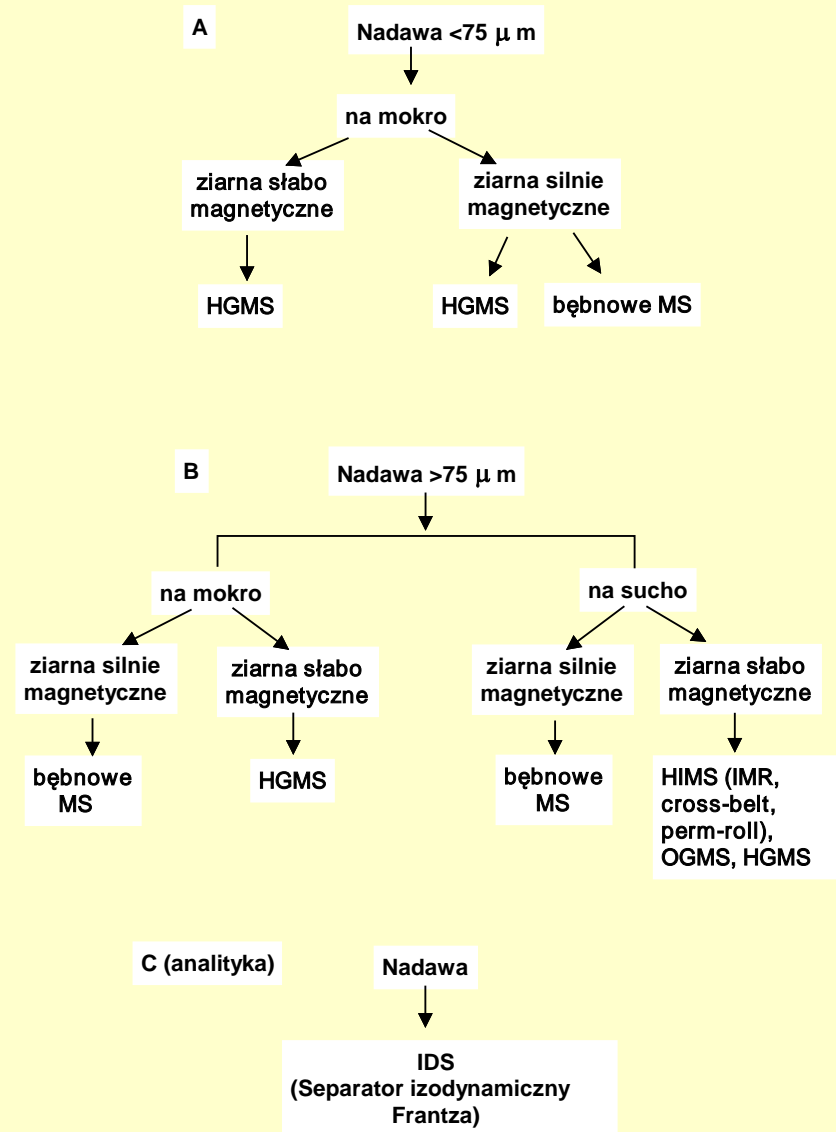 A
Nadawa <75 μ m
na mokro
ziarna słabo
magnetyczne
ziarna silnie
magnetyczne
HGMS
HGMS
bębnowe MS
B
Nadawa >75 μ m
na mokro
na sucho
ziarna silnie
magnetyczne
ziarna słabo
magnetyczne
ziarna silnie
magnetyczne
ziarna słabo
magnetyczne
bębnowe
MS
HGMS
bębnowe
MS
HIMS (IMR,
cross-belt,
perm-roll),
OGMS, HGMS
C (analityka)
Nadawa
IDS
(Separator izodynamiczny
Frantza)